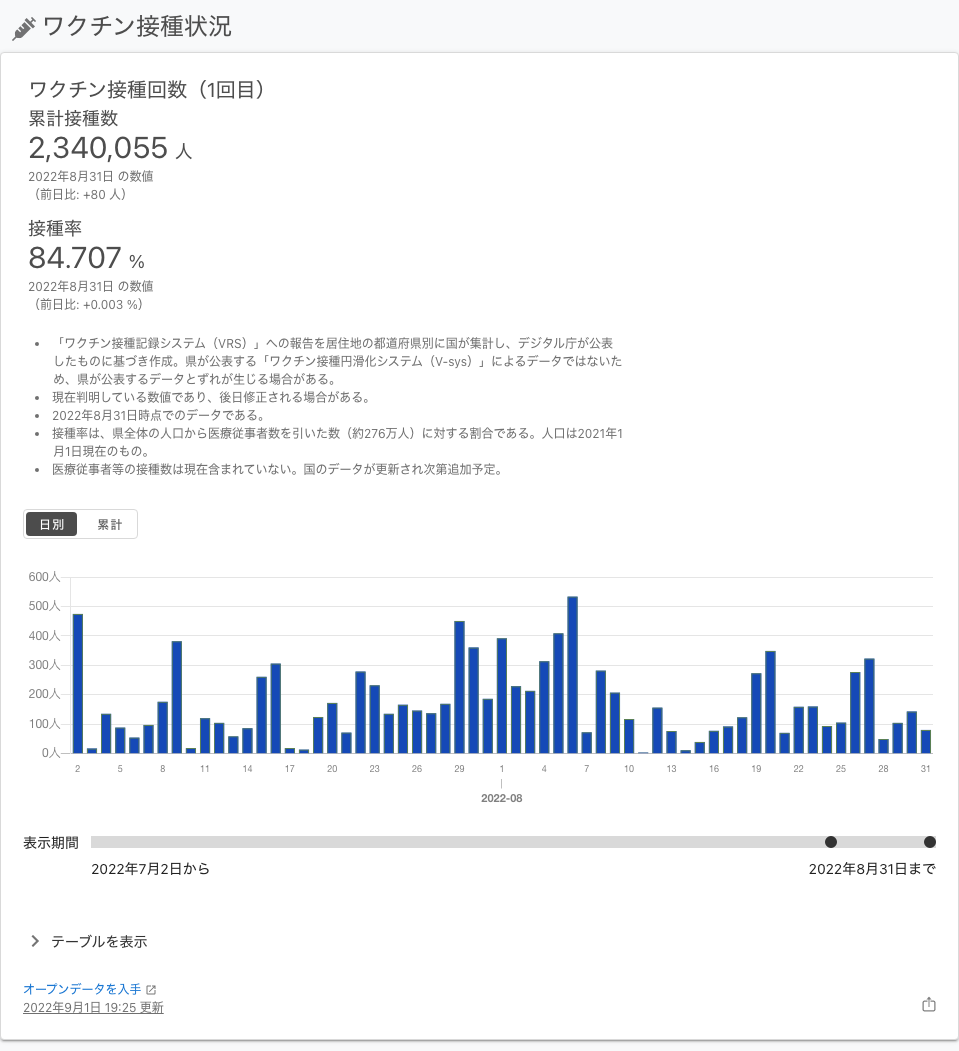 ワクチン接種状況
ワクチン接種回数（1回目）
累計接種数
2,340,055 人
2022年8月31日 の数値
（前日比: +80 人）
接種率
84.707 %
2022年8月31日 の数値
（前日比: +0.003 %）
• 「ワクチン接種記録システム（VRS）」への報告を居住地の都道府県別に国が集計し、デジタル庁が公表
したものに基づき作成。県が公表する「ワクチン接種円滑化システム（V-sys）」によるデータではないた
め、県が公表するデータとずれが生じる場合がある。
• 現在判明している数値であり、後日修正される場合がある。
• 2022年8月31日時点でのデータである。
• 接種率は、県全体の人口から医療従事者数を引いた数（約276万人）に対する割合である。人口は2021年1
月1日現在のもの。
• 医療従事者等の接種数は現在含まれていない。国のデータが更新され次第追加予定。
日別 累計
600人
500人
400人
300人
200人
100人
0人
2 5 8 11 14 17 20 23 26 29 1 4 7 10 13 16 19 22 25 28 31
2022-08
表示期間
2022年7月2日から 2022年8月31日まで
テーブルを表示
オープンデータを入手
2022年9月1日 19:25 更新